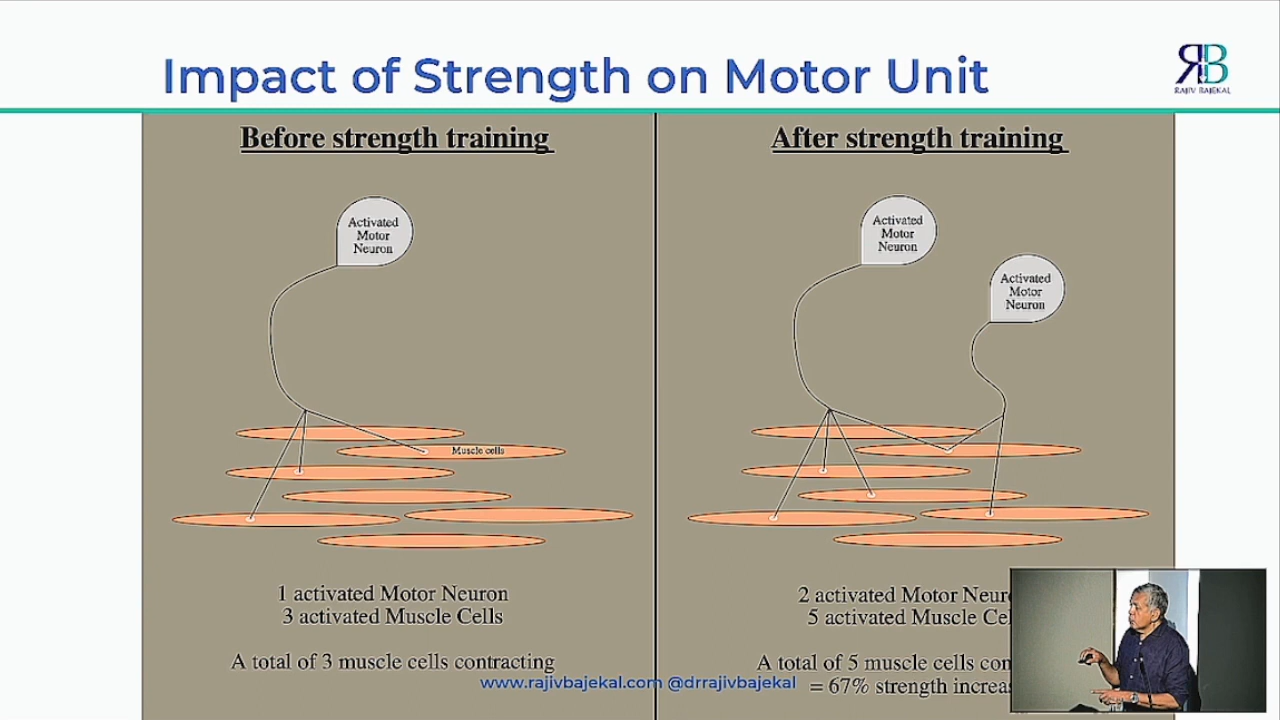 Impact of Strength on Motor Unit
RB
RAJIV BAJEKAL
Before strength training
Activated
Motor
Neuron
Muscle cells
1 activated Motor Neuron
3 activated Muscle Cells
A total of 3 muscle cells contracting
After strength training
Activated
Motor
Neuron
Activated
Motor
Neuron
2 activated Motor Neur
5 activated Muscle Cel
A total of 5 muscle cells con
= 67% strength increas
www.rajivbajekal.com @drrajivbajekal